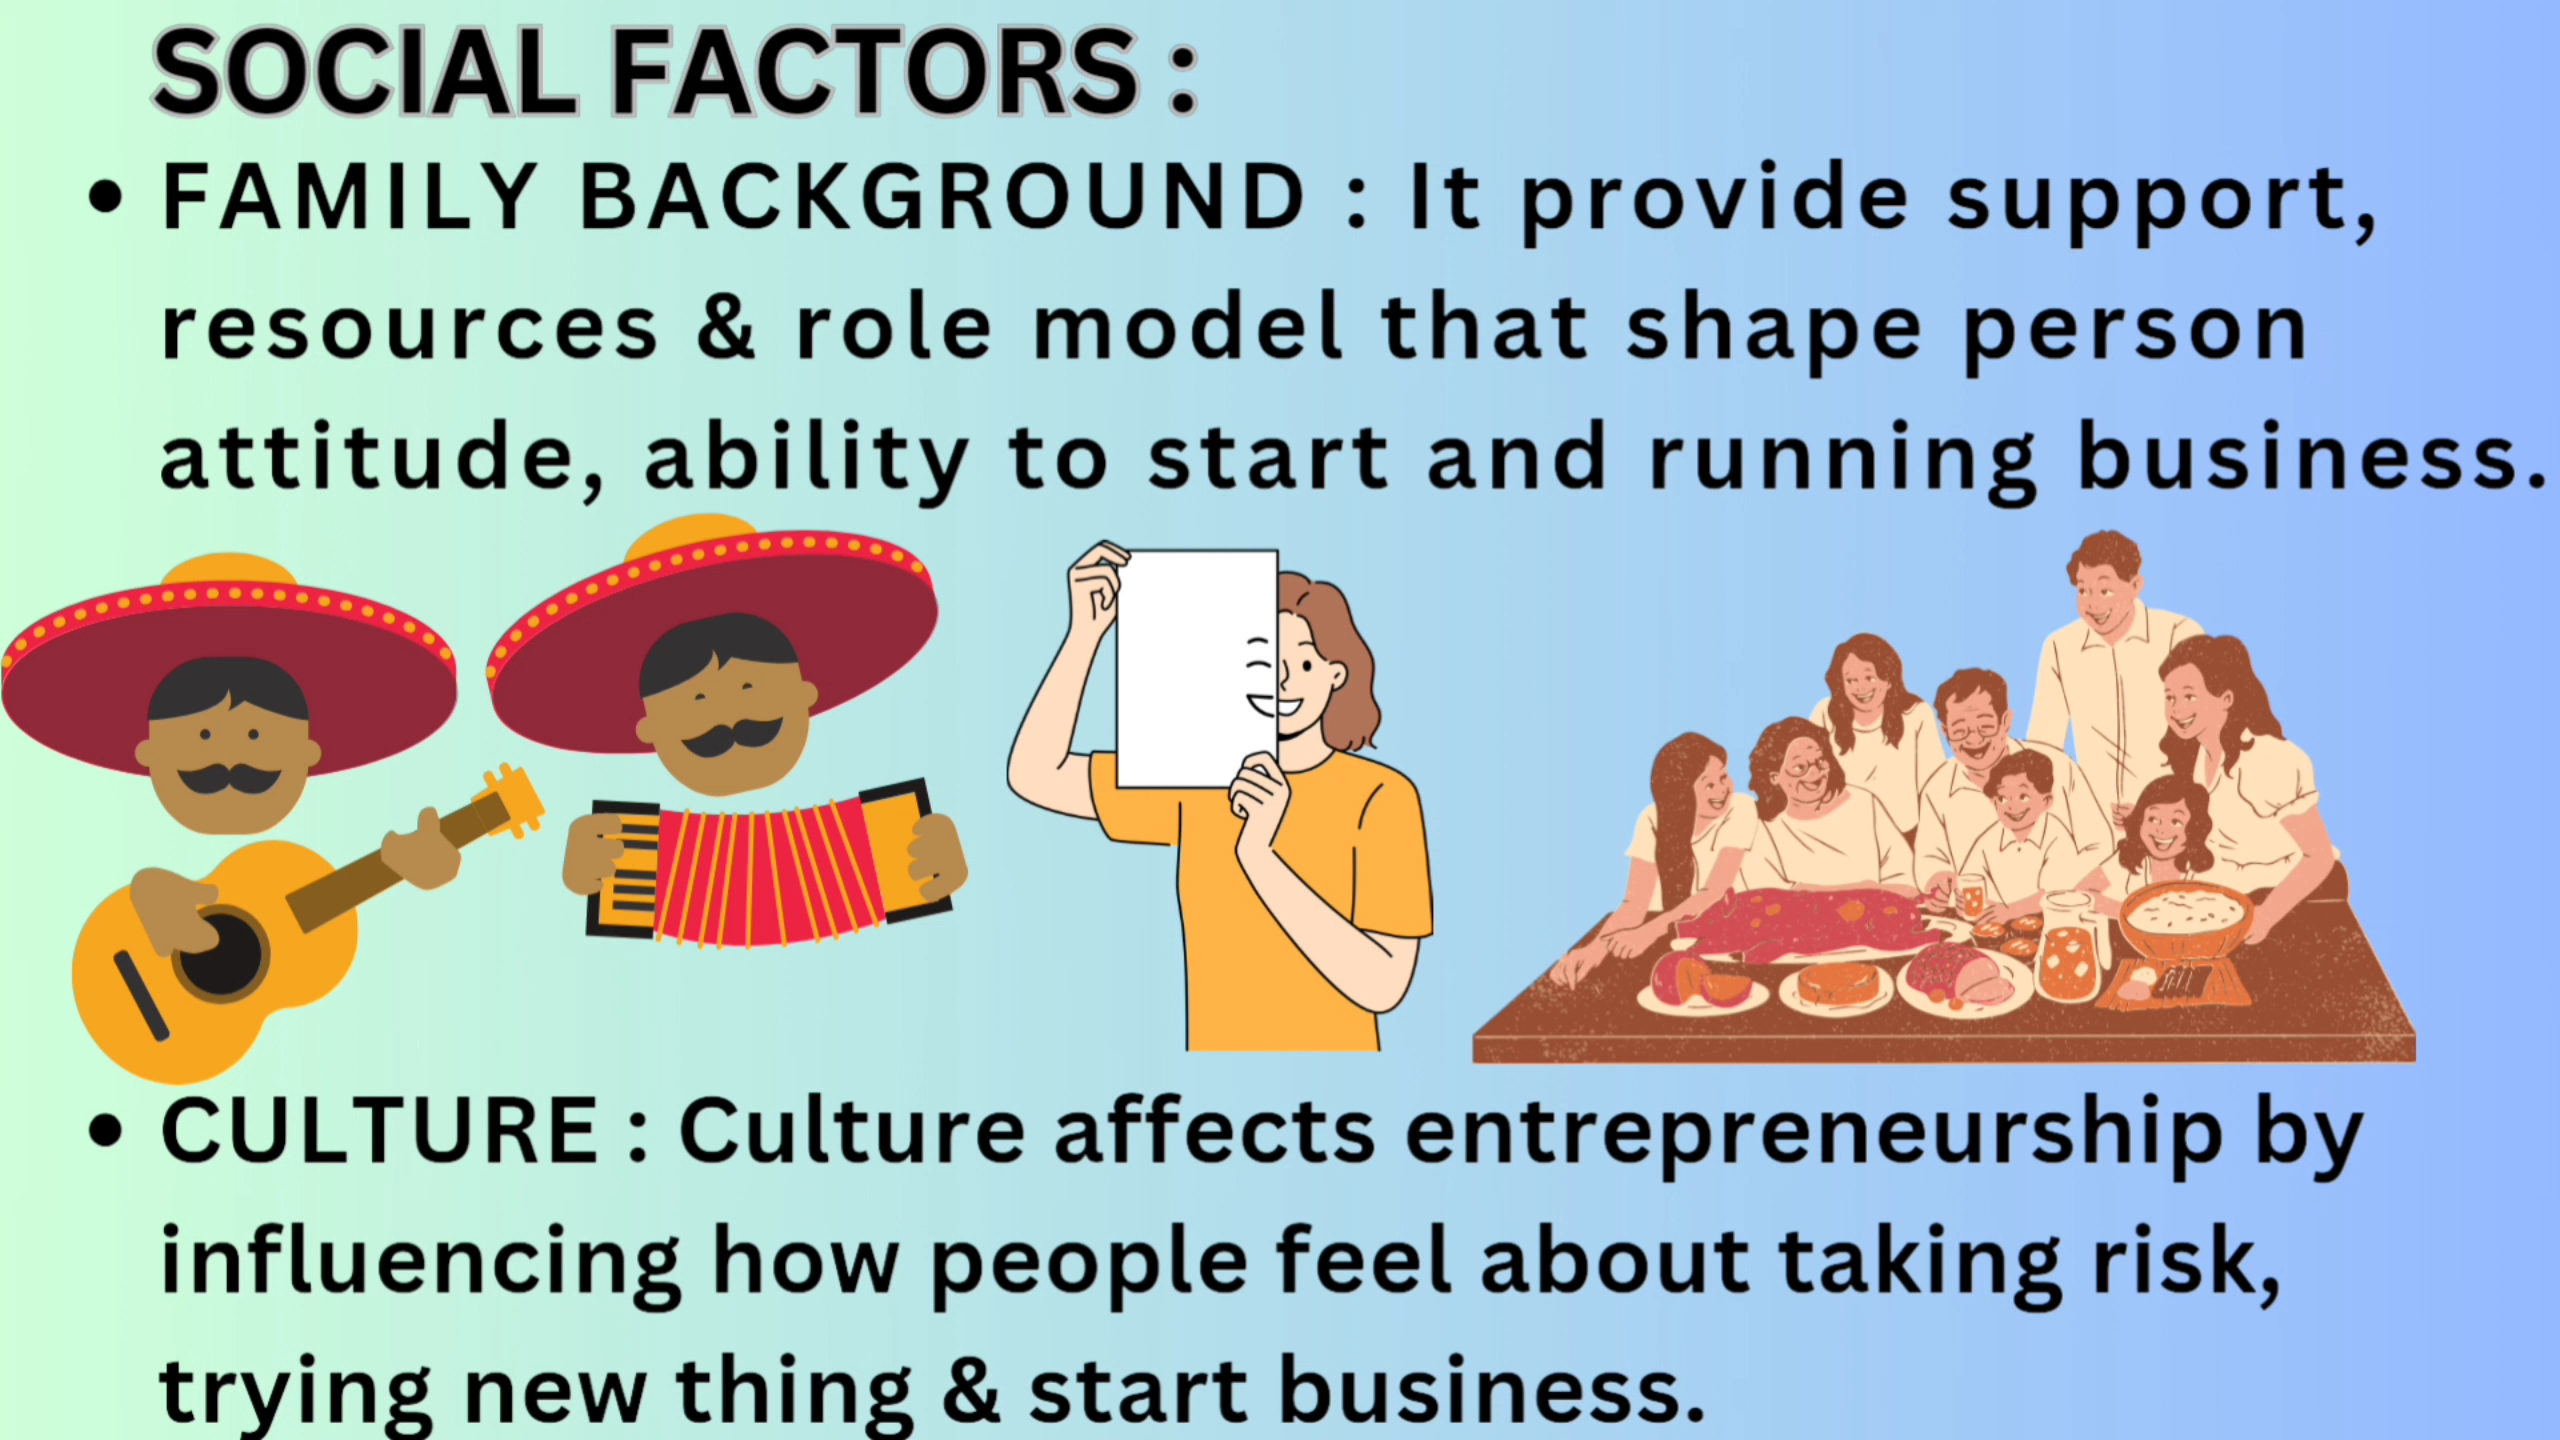 SOCIAL FACTORS :
• FAMILY BACKGROUND : It provide support,
resources & role model that shape person
attitude, ability to start and running business.
• CULTURE : Culture affects entrepreneurship by
influencing how people feel about taking risk,
trying new thing & start business.